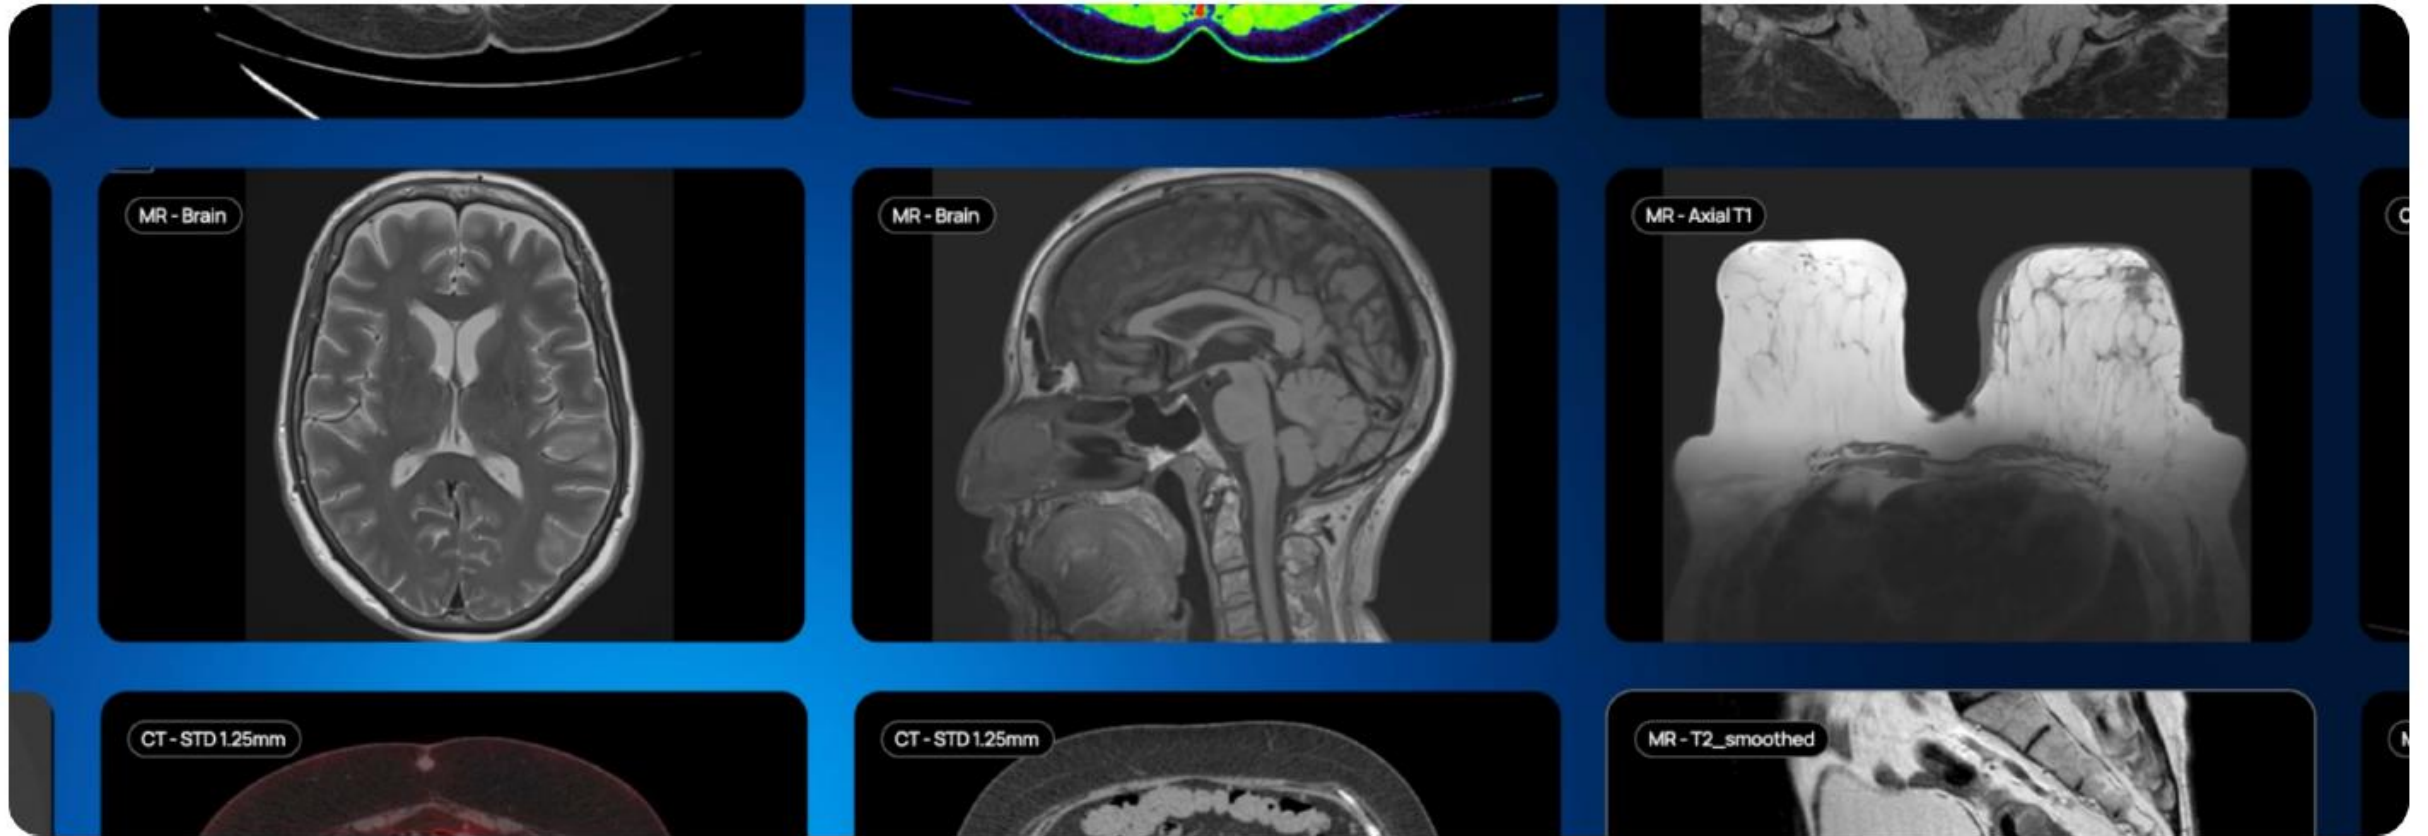 MR - Brain
MR - Brain
MR - Axial T1
CT - STD 1.25mm
CT - STD 1.25mm
MR - T2_smoothed